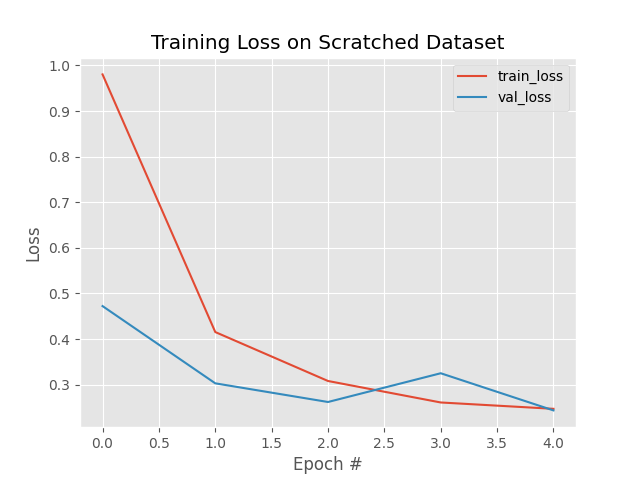 Training Loss on Scratched Dataset
train_loss
val_loss
1.0
0.9
0.8
0.7
0.6
0.5
0.4
0.3
Loss
0.0 0.5 1.0 1.5 2.0 2.5 3.0 3.5 4.0
Epoch #